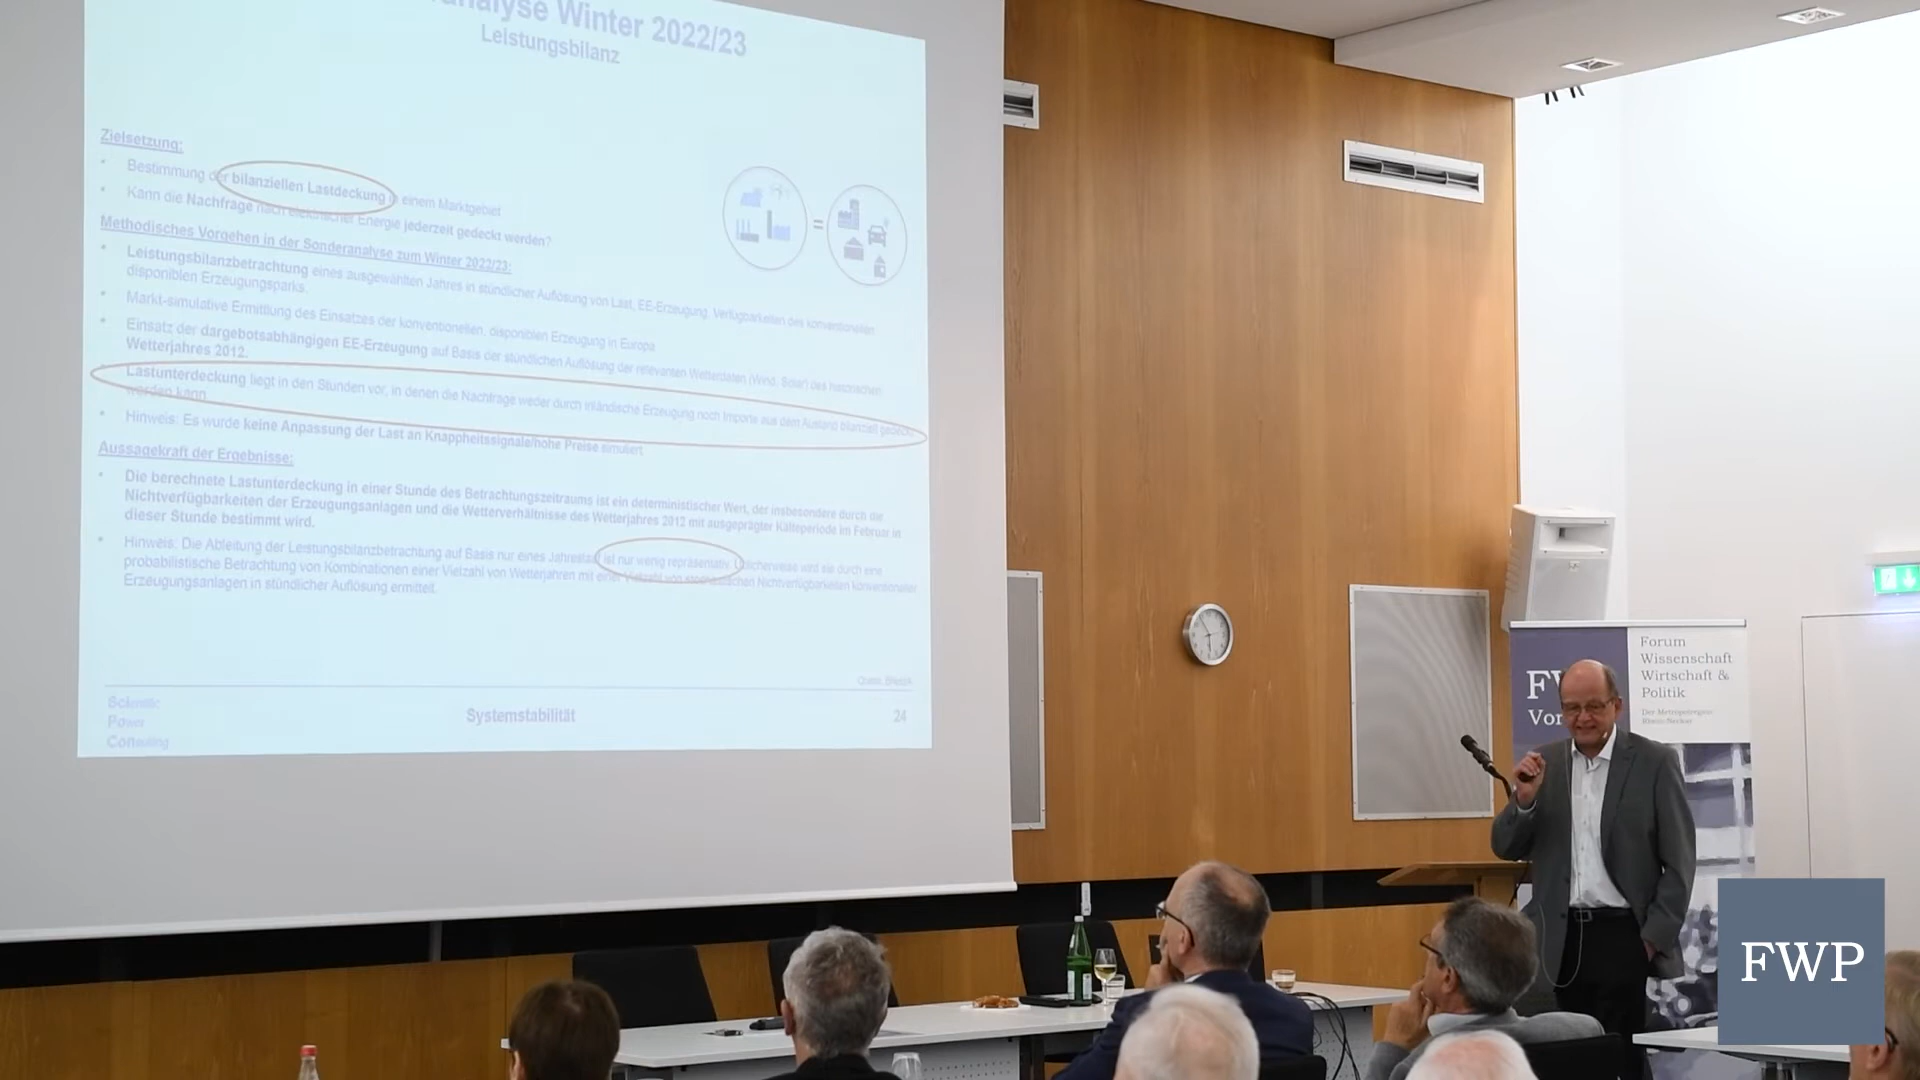 analyse Winter 2022/23
Leistungsbilanz
Zielsetzung:
• Bestimmung der bilanziellen Lastdeckung in einem Marktgebiet
• Kann die Nachfrage nach elektrischer Energie jederzeit gedeckt werden?
Methodisches Vorgehen in der Sonderanalyse zum Winter 2022/23:
• Leistungsbilanzbetrachtung eines ausgewählten Jahres in stündlicher Auflösung von Last, EE-Erzeugung, Verfügbarkeiten des konventionellen
disponiblen Erzeugungsparks.
• Markt-simulative Ermittlung des Einsatzes der konventionellen, disponiblen Erzeugung in Europa
• Einsatz der dargebotsabhängigen EE-Erzeugung auf Basis der stündlichen Auflösung der relevanten Wetterdaten (Wind, Solar) des historischen
Wetterjahres 2012.
Lastunterdeckung liegt in den Stunden vor, in denen die Nachfrage weder durch inländische Erzeugung noch Importe aus dem Ausland bilanziell gedeckt
werden kann.
• Hinweis: Es wurde keine Anpassung der Last an Knappheitssignale/hohe Preise simuliert
Aussagekraft der Ergebnisse:
• Die berechnete Lastunterdeckung in einer Stunde des Betrachtungszeitraums ist ein deterministischer Wert, der insbesondere durch die
Nichtverfügbarkeiten der Erzeugungsanlagen und die Wetterverhältnisse des Wetterjahres 2012 mit ausgeprägter Kälteperiode im Februar in
dieser Stunde bestimmt wird.
• Hinweis: Die Ableitung der Leistungsbilanzbetrachtung auf Basis nur eines Jahreslauf ist nur wenig repräsentativ. Üblicherweise wird sie durch eine
probabilistische Betrachtung von Kombinationen einer Vielzahl von Wetterjahren mit einer Vielzahl von stochastischen Nichtverfügbarkeiten konventioneller
Erzeugungsanlagen in stündlicher Auflösung ermittelt.
Scientific
Power
Consulting
Systemstabilität
24
Forum
Wissenschaft
Wirtschaft &
Politik
Der Metropolregion
Rhein-Neckar
FWP